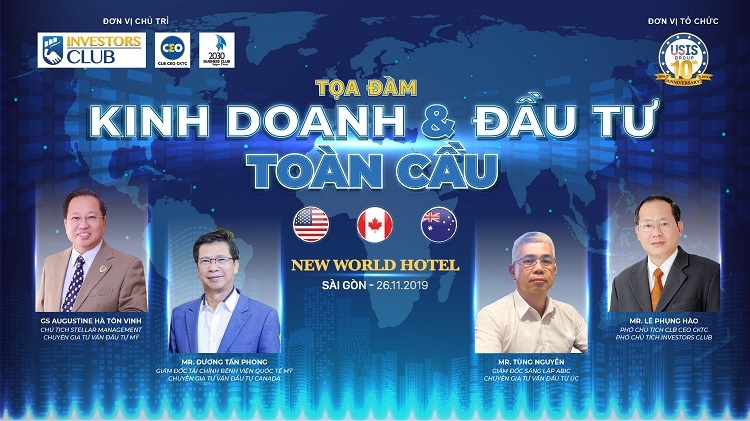 ĐƠN VỊ CHỦ TRÌ
INVESTORS
CLUB
CEO
CLB CEO CKTC
2030
BUSINESS CLUB
ĐƠN VỊ TỔ CHỨC
USIS
GROUP
10th
ANNIVERSARY
TỌA ĐÀM
KINH DOANH & ĐẦU TƯ
TOÀN CẦU
NEW WORLD HOTEL
SÀI GÒN - 26.11.2019
GS AUGUSTINE HÀ TÔN VINH
CHỦ TỊCH STELLAR MANAGEMENT
CHUYÊN GIA TƯ VẤN ĐẦU TƯ MỸ
MR. DƯƠNG TẤN PHONG
GIÁM ĐỐC TÀI CHÍNH BỆNH VIỆN QUỐC TẾ MỸ
CHUYÊN GIA TƯ VẤN ĐẦU TƯ CANADA
MR. TÙNG NGUYÊN
GIÁM ĐỐC SÁNG LẬP ABIC
CHUYÊN GIA TƯ VẤN ĐẦU TƯ ÚC
MR. LÊ PHỤNG HÀO
PHÓ CHỦ TỊCH CLB CEO CKTC
PHÓ CHỦ TỊCH INVESTORS CLUB